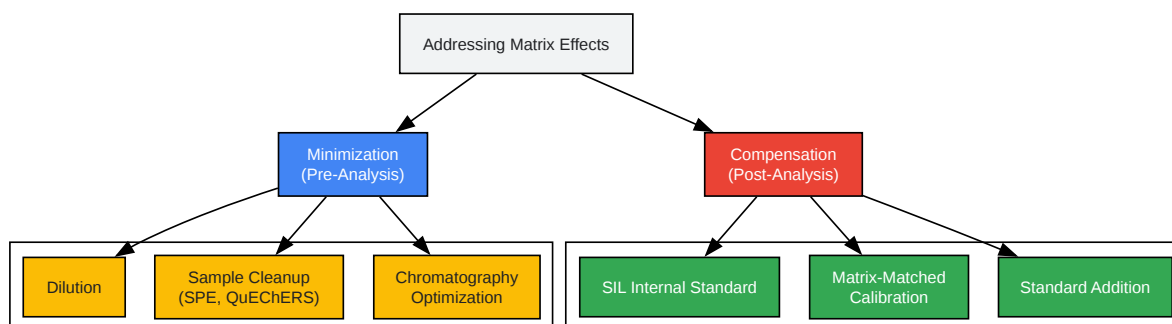 Addressing Matrix Effects
Minimization
(Pre-Analysis)
Compensation
(Post-Analysis)
Dilution
Sample Cleanup
(SPE, QuEChERS)
Chromatography
Optimization
SIL Internal Standard
Matrix-Matched
Calibration
Standard Addition